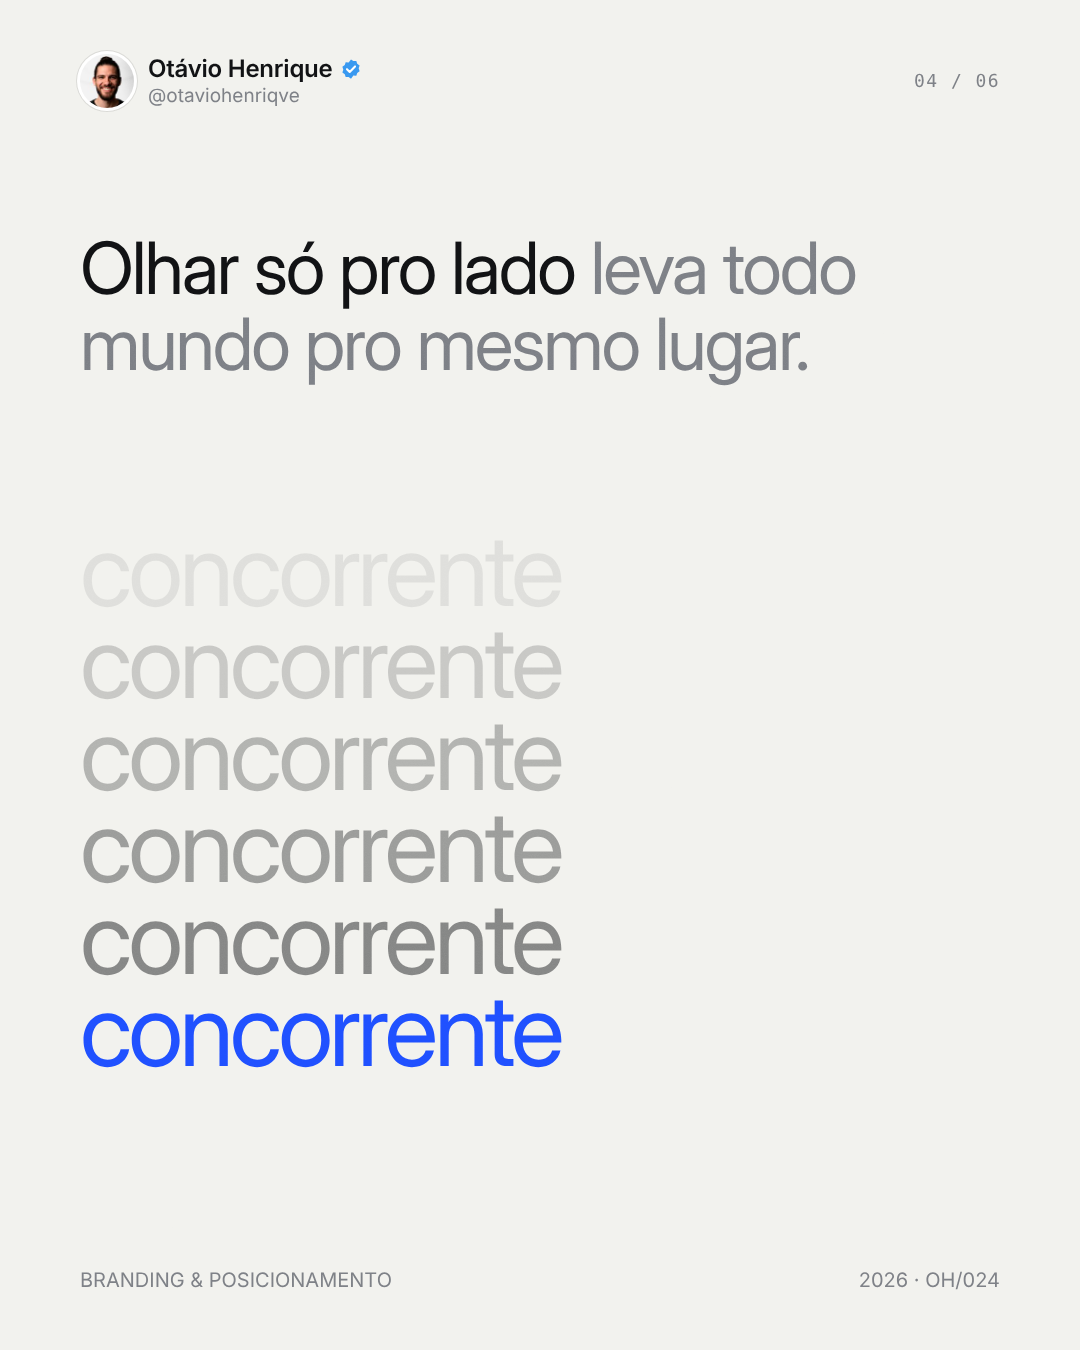 Otávio Henrique
@otaviohenriqve
04 / 06
Olhar só pro lado leva todo
mundo pro mesmo lugar.
concorrente
concorrente
concorrente
concorrente
concorrente
concorrente
BRANDING & POSICIONAMENTO
2026 · OH/024